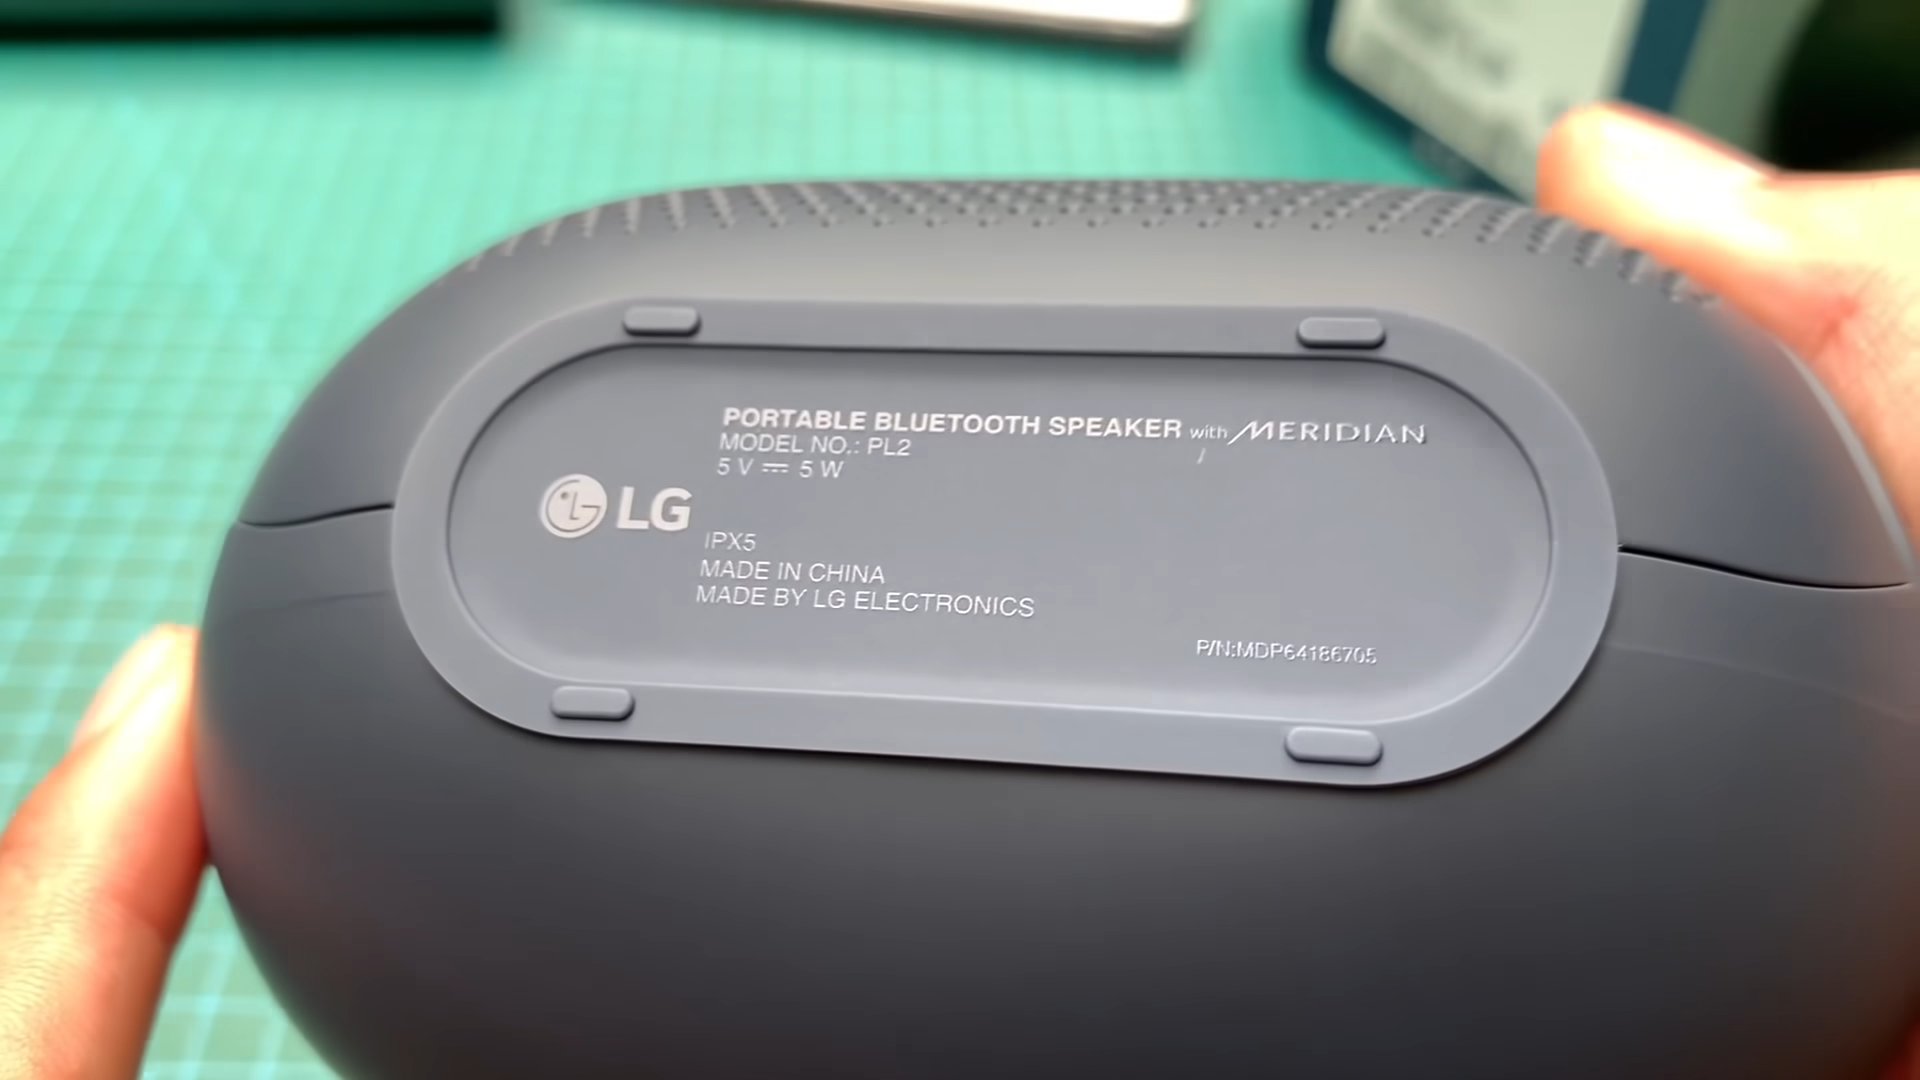 PORTABLE BLUETOOTH SPEAKER with MERIDIAN
MODEL NO.: PL2
5 V ⎓ 5 W
LG
IPX5
MADE IN CHINA
MADE BY LG ELECTRONICS
P/N:MDP64186705